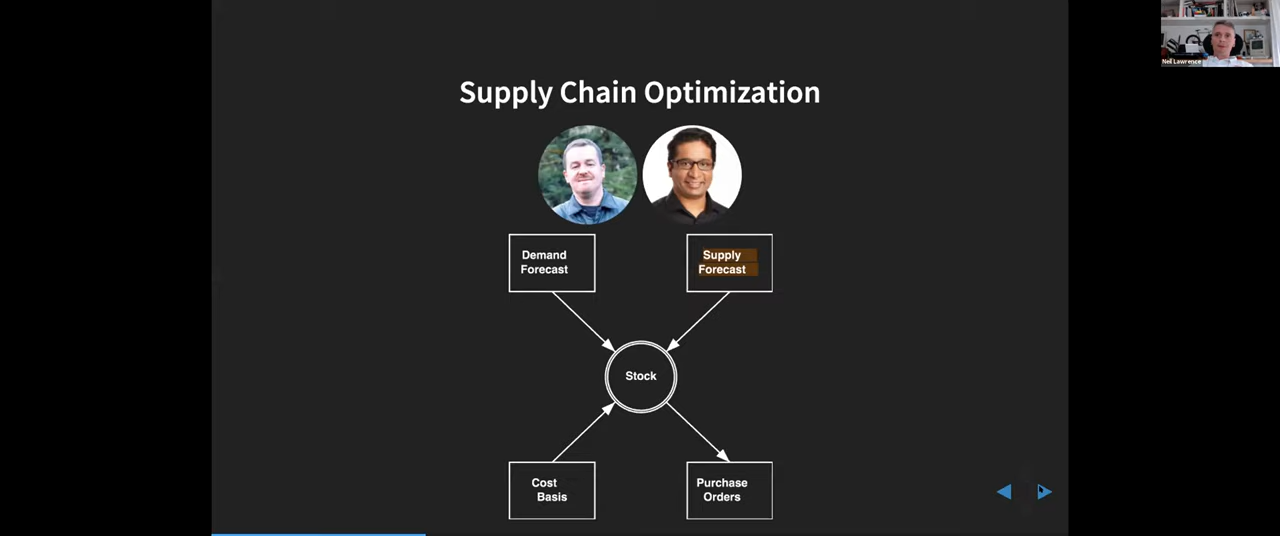 Neil Lawrence
Supply Chain Optimization
Demand
Forecast
Supply
Forecast
Stock
Cost
Basis
Purchase
Orders